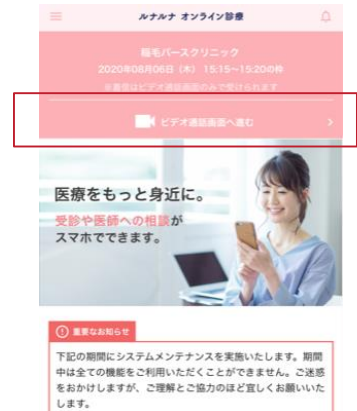 ルナルナ オンライン診療
稲毛バースクリニック
2020年08月06日（木） 15:15〜15:20の枠
※着信はビデオ通話画面のみで受けられます
ビデオ通話画面へ進む
医療をもっと身近に。
受診や医師への相談が
スマホでできます。
重要なお知らせ
下記の期間にシステムメンテナンスを実施いたします。期間
中は全ての機能をご利用いただくことができません。ご迷惑
をおかけしますが、ご理解とご協力のほど宜しくお願いいた
します。